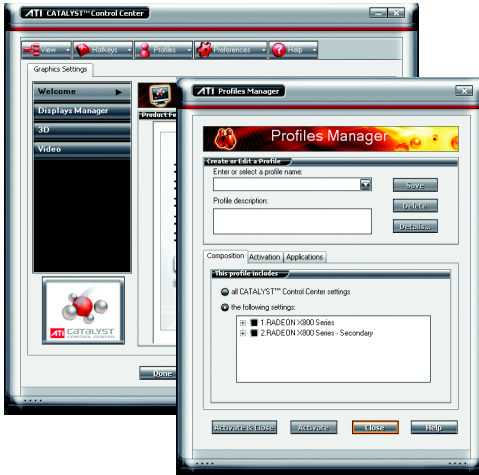 ATI CATALYST™ Control Center
View Hotkeys Profiles Preferences Help
Graphics Settings
Welcome
Displays Manager
3D
Video
Product Fe
ATI CATALYST
CONTROL CENTER
Done
ATI Profiles Manager
Profiles Manager
Create or Edit a Profile
Enter or select a profile name:
Save
Profile description:
Delete
Details...
Composition Activation Applications
This profile includes
all CATALYST™ Control Center settings
the following settings:
1.RADEON X800 Series
2.RADEON X800 Series - Secondary
Activate & Close Activate Close Help